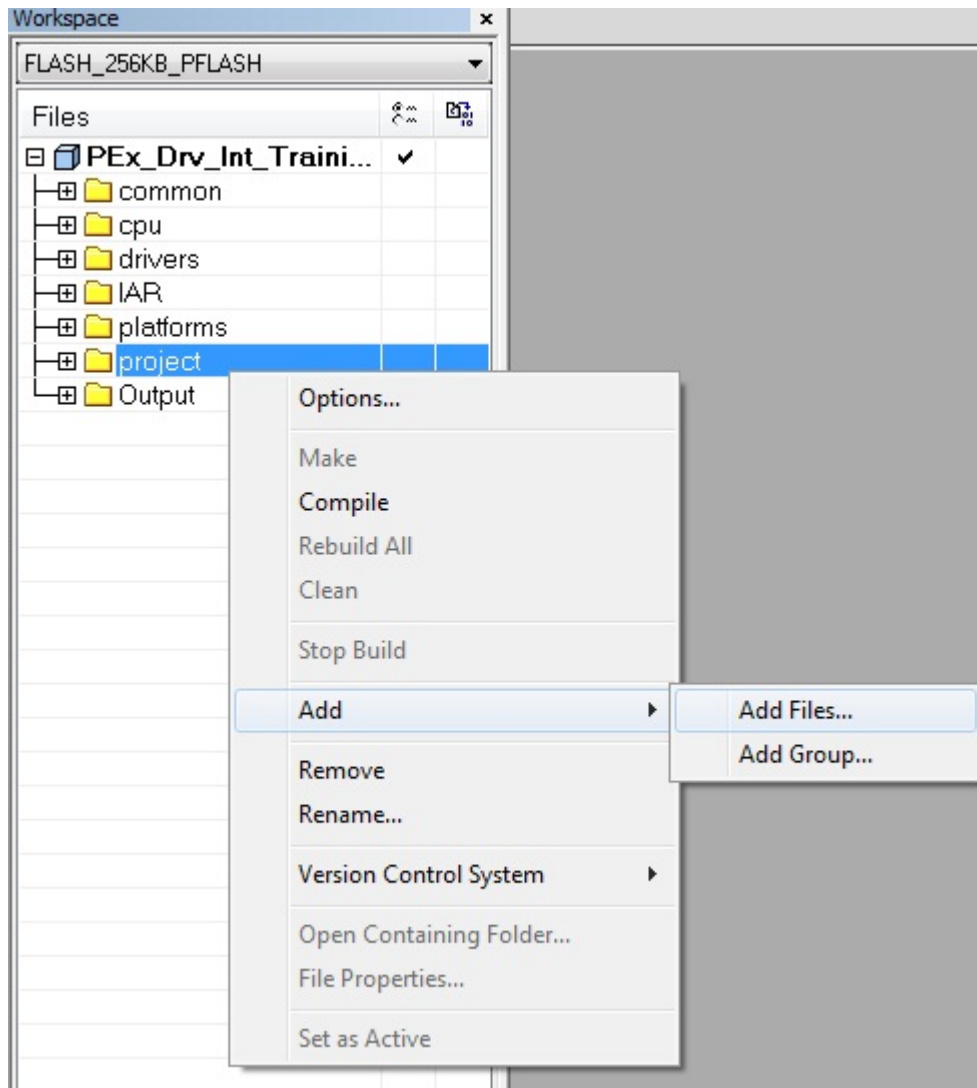 Workspace
FLASH_256KB_PFLASH
Files
PEx_Drv_Int_Traini...
common
cpu
drivers
IAR
platforms
project
Output
Options...
Make
Compile
Rebuild All
Clean
Stop Build
Add
Add Files...
Add Group...
Remove
Rename...
Version Control System
Open Containing Folder...
File Properties...
Set as Active